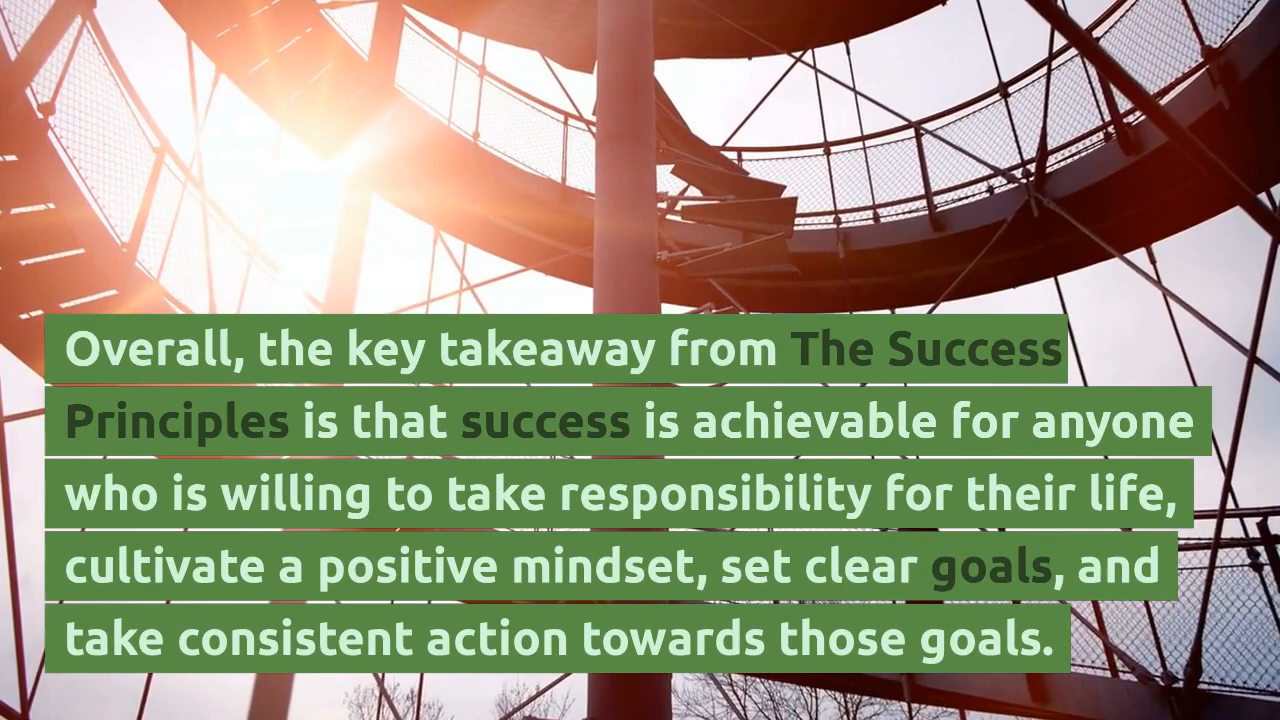 Overall, the key takeaway from The Success
Principles is that success is achievable for anyone
who is willing to take responsibility for their life,
cultivate a positive mindset, set clear goals, and
take consistent action towards those goals.